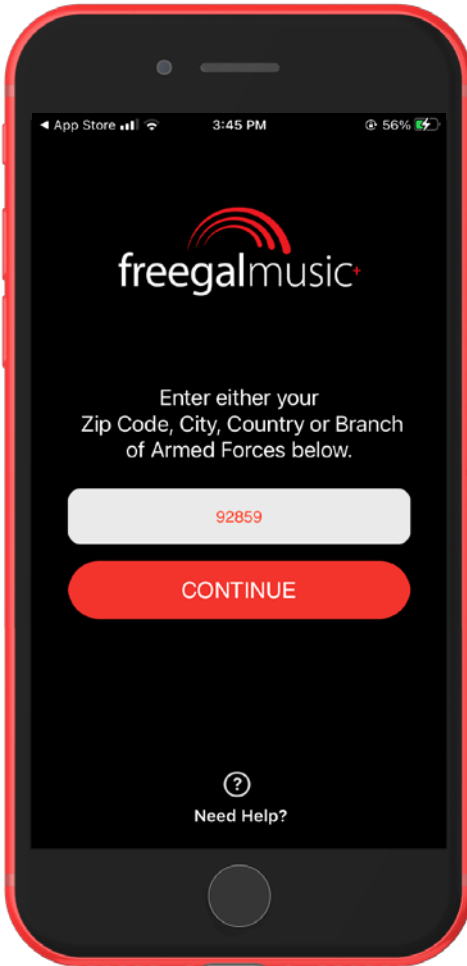 ◀ App Store 3:45 PM 56%
freegalmusic+
Enter either your
Zip Code, City, Country or Branch
of Armed Forces below.
92859
CONTINUE
?
Need Help?